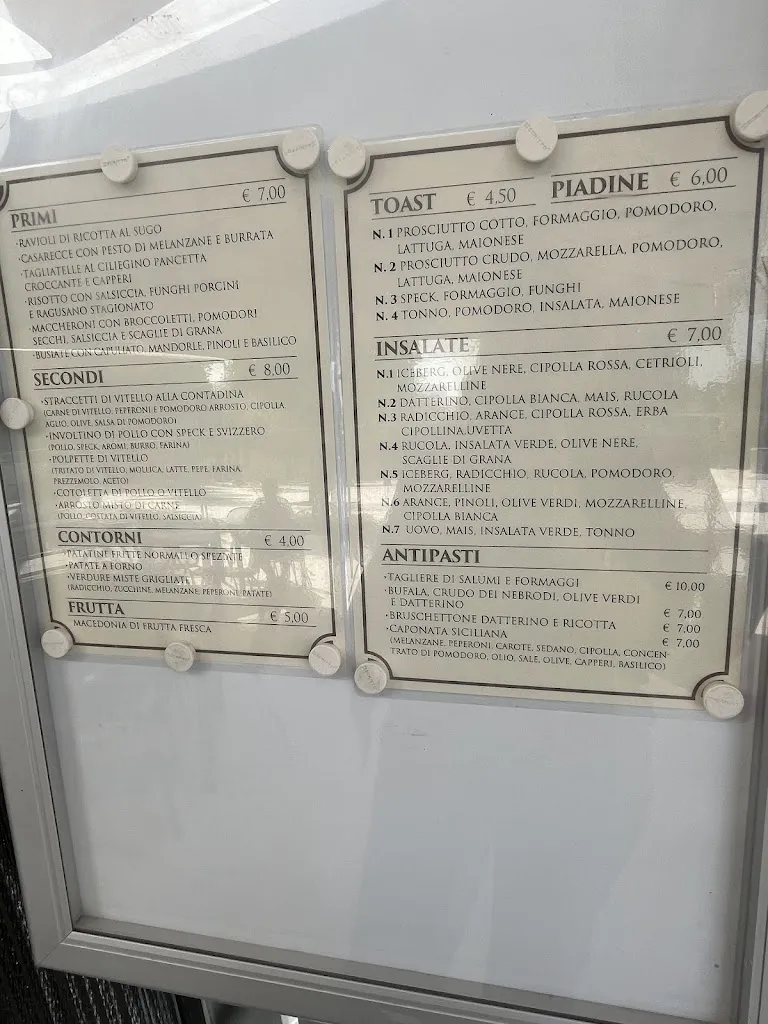 PRIMI € 7,00
•RAVIOLI DI RICOTTA AL SUGO
•CASARECCE CON PESTO DI MELANZANE E BURRATA
•TAGLIATELLE AL CILIEGINO PANCETTA
CROCCANTE E CAPPERI
•RISOTTO CON SALSICCIA, FUNGHI PORCINI
E RAGUSANO STAGIONATO
•MACCHERONI CON BROCCOLETTI, POMODORI
SECCHI, SALSICCIA E SCAGLIE DI GRANA
•BUSIATE CON CAPULIATO, MANDORLE, PINOLI E BASILICO
SECONDI € 8,00
•STRACCETTI DI VITELLO ALLA CONTADINA
(CARNE DI VITELLO, PEPERONI E POMODORO ARROSTO, CIPOLLA,
AGLIO, OLIVE, SALSA DI POMODORO)
•INVOLTINO DI POLLO CON SPECK E SVIZZERO
(POLLO, SPECK, AROMI, BURRO, FARINA)
•POLPETTE DI VITELLO
(TRITATO DI VITELLO, MOLLICA, LATTE, PEPE, FARINA,
PREZZEMOLO, ACETO)
•COTOLETTA DI POLLO O VITELLO
•ARROSTO MISTO DI CARNE
(POLLO, COSTATA DI VITELLO, SALSICCIA)
CONTORNI € 4,00
•PATATINE FRITTE NORMALI O SPEZIATE
•PATATE A FORNO
•VERDURE MISTE GRIGLIATE
(RADICCHIO, ZUCCHINE, MELANZANE, PEPERONI, PATATE)
FRUTTA € 5,00
MACEDONIA DI FRUTTA FRESCA
TOAST € 4,50 PIADINE € 6,00
N. 1 PROSCIUTTO COTTO, FORMAGGIO, POMODORO,
LATTUGA, MAIONESE
N. 2 PROSCIUTTO CRUDO, MOZZARELLA, POMODORO,
LATTUGA, MAIONESE
N. 3 SPECK, FORMAGGIO, FUNGHI
N. 4 TONNO, POMODORO, INSALATA, MAIONESE
INSALATE € 7,00
N.1 ICEBERG, OLIVE NERE, CIPOLLA ROSSA, CETRIOLI,
MOZZARELLINE
N.2 DATTERINO, CIPOLLA BIANCA, MAIS, RUCOLA
N.3 RADICCHIO, ARANCE, CIPOLLA ROSSA, ERBA
CIPOLLINA,UVETTA
N.4 RUCOLA, INSALATA VERDE, OLIVE NERE,
SCAGLIE DI GRANA
N.5 ICEBERG, RADICCHIO, RUCOLA, POMODORO,
MOZZARELLINE
N.6 ARANCE, PINOLI, OLIVE VERDI, MOZZARELLINE,
CIPOLLA BIANCA
N.7 UOVO, MAIS, INSALATA VERDE, TONNO
ANTIPASTI
•TAGLIERE DI SALUMI E FORMAGGI € 10,00
•BUFALA, CRUDO DEI NEBRODI, OLIVE VERDI
E DATTERINO € 7,00
•BRUSCHETTONE DATTERINO E RICOTTA € 7,00
•CAPONATA SICILIANA € 7,00
(MELANZANE, PEPERONI, CAROTE, SEDANO, CIPOLLA, CONCEN-
TRATO DI POMODORO, OLIO, SALE, OLIVE, CAPPERI, BASILICO)